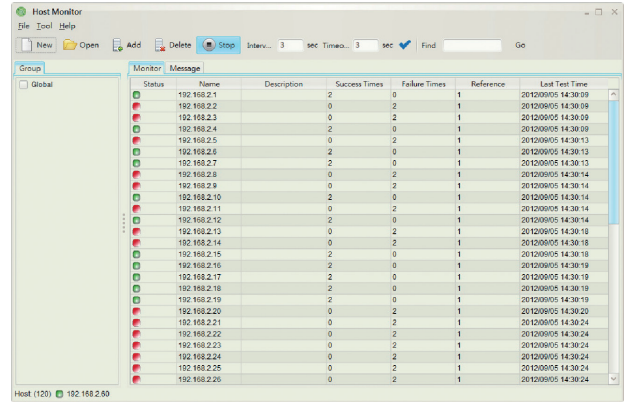 Host Monitor
File Tool Help
New Open Add Delete Stop Interv... 3 sec Timeo... 3 sec Find Go
Group
Global
Monitor Message
Status Name Description Success Times Failure Times Reference Last Test Time
192.168.2.1 2 0 1 2012/09/05 14:30:09
192.168.2.2 0 2 1 2012/09/05 14:30:09
192.168.2.3 0 2 1 2012/09/05 14:30:09
192.168.2.4 2 0 1 2012/09/05 14:30:09
192.168.2.5 0 2 1 2012/09/05 14:30:13
192.168.2.6 2 0 1 2012/09/05 14:30:13
192.168.2.7 2 0 1 2012/09/05 14:30:13
192.168.2.8 0 2 1 2012/09/05 14:30:14
192.168.2.9 0 2 1 2012/09/05 14:30:14
192.168.2.10 2 0 1 2012/09/05 14:30:14
192.168.2.11 0 2 1 2012/09/05 14:30:14
192.168.2.12 2 0 1 2012/09/05 14:30:14
192.168.2.13 0 2 1 2012/09/05 14:30:18
192.168.2.14 0 2 1 2012/09/05 14:30:18
192.168.2.15 2 0 1 2012/09/05 14:30:18
192.168.2.16 2 0 1 2012/09/05 14:30:19
192.168.2.17 2 0 1 2012/09/05 14:30:19
192.168.2.18 2 0 1 2012/09/05 14:30:19
192.168.2.19 2 0 1 2012/09/05 14:30:19
192.168.2.20 0 2 1 2012/09/05 14:30:20
192.168.2.21 0 2 1 2012/09/05 14:30:24
192.168.2.22 0 2 1 2012/09/05 14:30:24
192.168.2.23 0 2 1 2012/09/05 14:30:24
192.168.2.24 0 2 1 2012/09/05 14:30:24
192.168.2.25 0 2 1 2012/09/05 14:30:24
192.168.2.26 0 2 1 2012/09/05 14:30:24
Host (120) 192.168.2.60